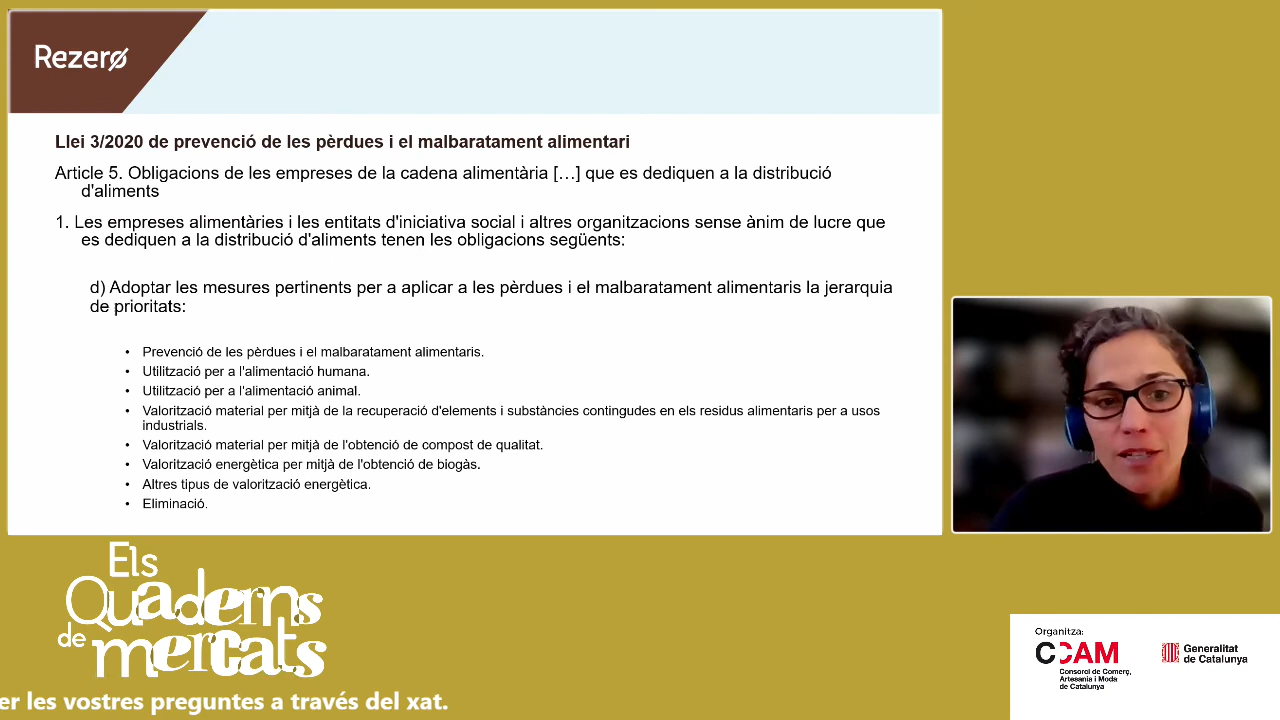 Rezero
Llei 3/2020 de prevenció de les pèrdues i el malbaratament alimentari
Article 5. Obligacions de les empreses de la cadena alimentària […] que es dediquen a la distribució
d'aliments
1. Les empreses alimentàries i les entitats d'iniciativa social i altres organitzacions sense ànim de lucre que
es dediquen a la distribució d'aliments tenen les obligacions següents:
d) Adoptar les mesures pertinents per a aplicar a les pèrdues i el malbaratament alimentaris la jerarquia
de prioritats:
• Prevenció de les pèrdues i el malbaratament alimentaris.
• Utilització per a l'alimentació humana.
• Utilització per a l'alimentació animal.
• Valorització material per mitjà de la recuperació d'elements i substàncies contingudes en els residus alimentaris per a usos
industrials.
• Valorització material per mitjà de l'obtenció de compost de qualitat.
• Valorització energètica per mitjà de l'obtenció de biogàs.
• Altres tipus de valorització energètica.
• Eliminació.
Els
Quaderns
de mercats
Organitza:
CCAM
Consorci de Comerç,
Artesania i Moda
de Catalunya
Generalitat
de Catalunya
er les vostres preguntes a través del xat.